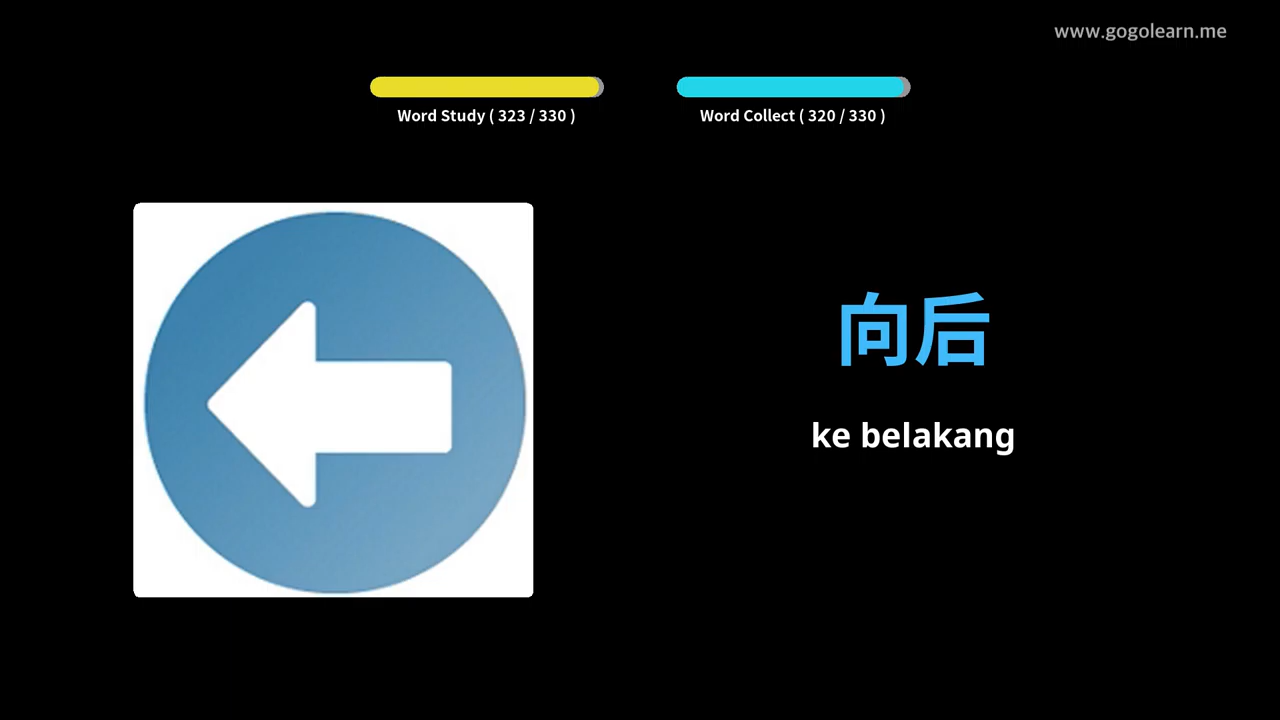 www.gogolearn.me
Word Study ( 323 / 330 )
Word Collect ( 320 / 330 )
向后
ke belakang